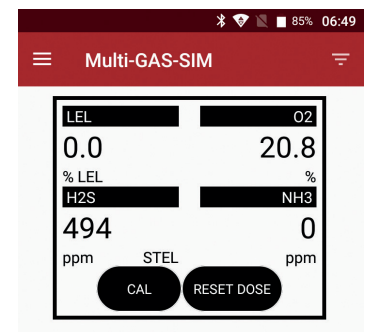 85% 06:49
Multi-GAS-SIM
LEL O2
0.0 20.8
% LEL %
H2S NH3
494 0
ppm STEL ppm
CAL RESET DOSE